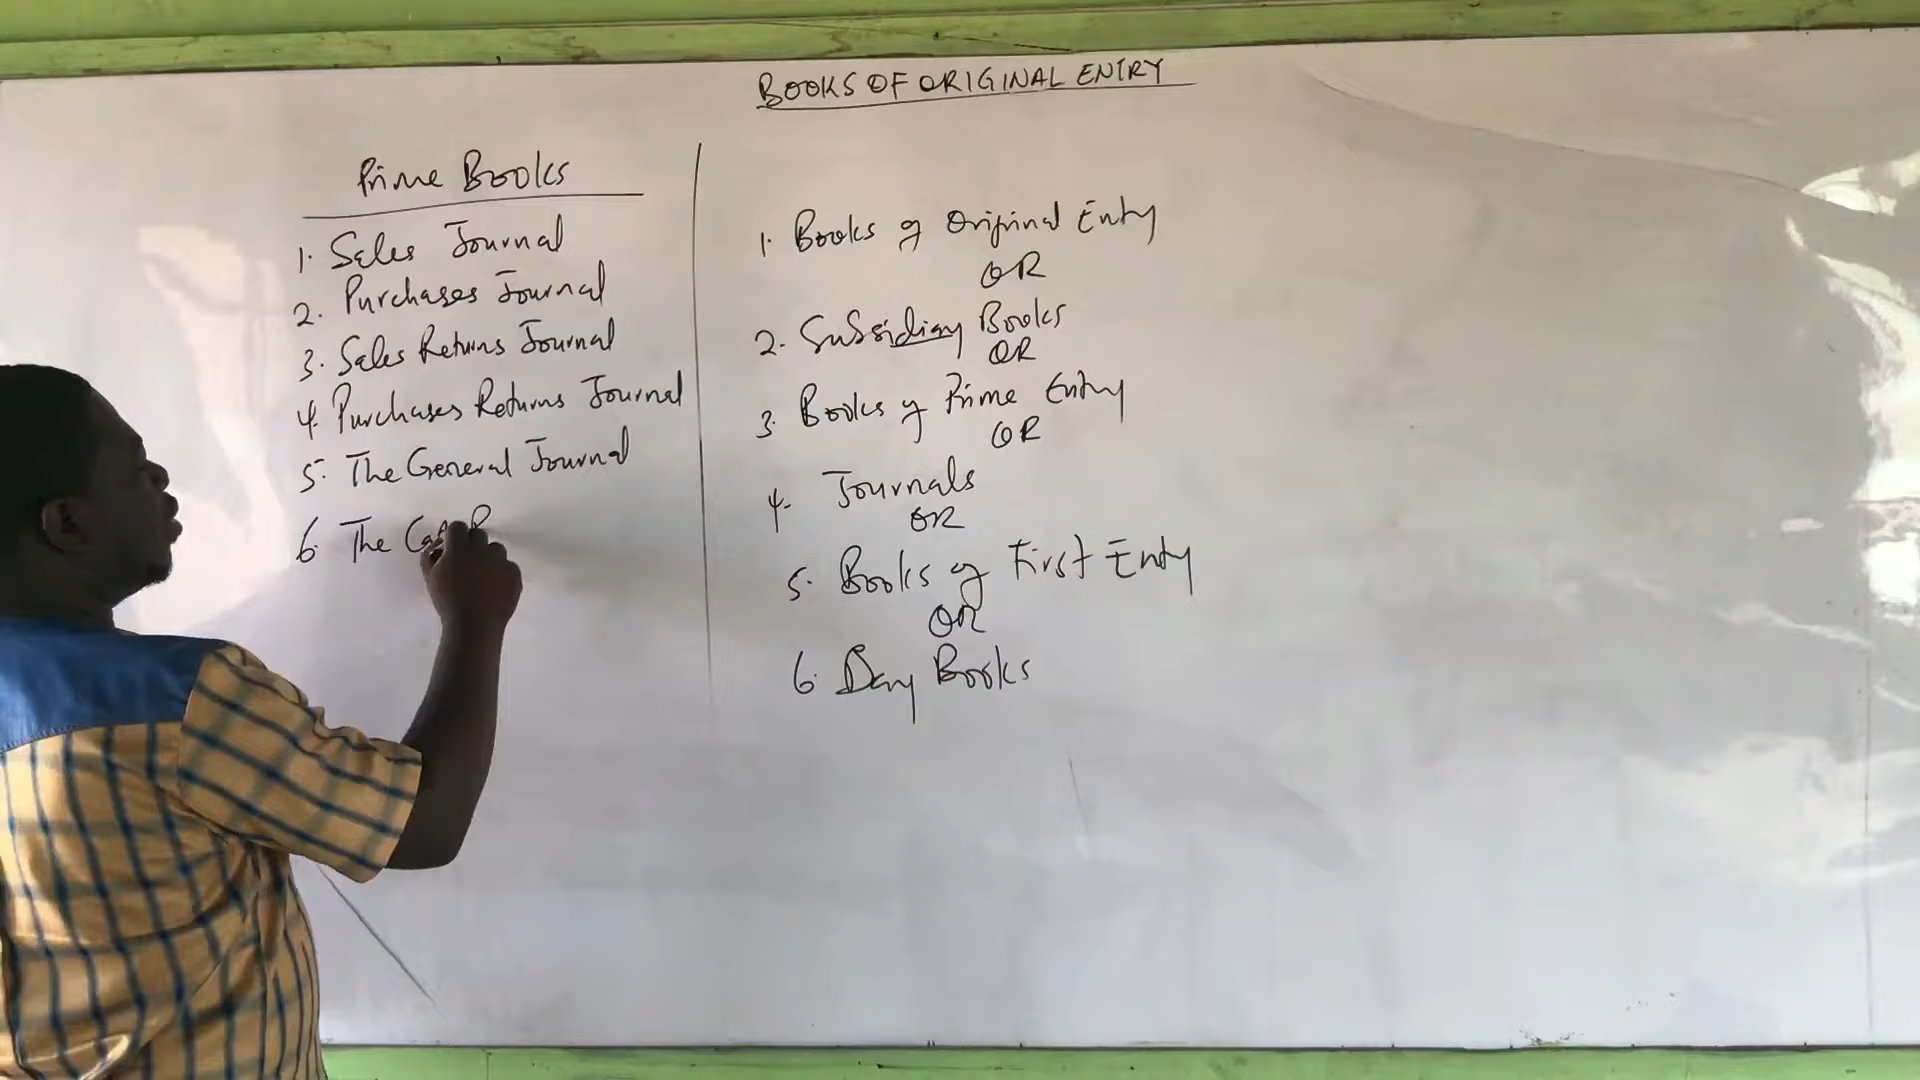 BOOKS OF ORIGINAL ENTRY
Prime Books
1. Sales Journal
2. Purchases Journal
3. Sales Returns Journal
4. Purchases Returns Journal
5. The General Journal
6. The
1. Books of Original Entry
OR
2. Subsidiary Books
OR
3. Books of Prime Entry
OR
4. Journals
OR
5. Books of First Entry
OR
6. Day Books